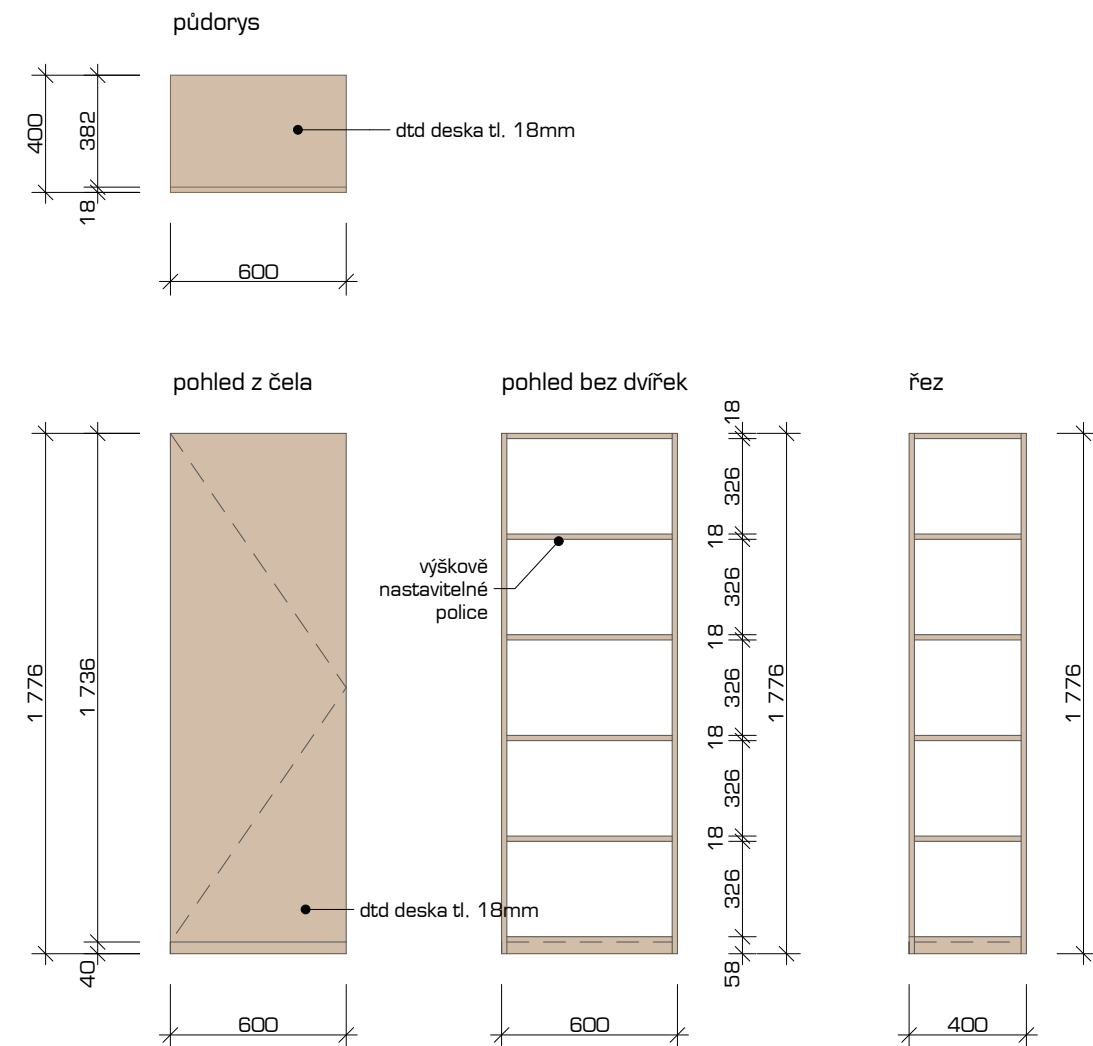 půdorys
400
382
18
dtd deska tl. 18mm
600
pohled z čela
pohled bez dvířek
řez
1 776
1 736
40
dtd deska tl. 18mm
600
výškově
nastavitelné
police
18
326
18
326
18
326
18
326
18
326
58
1 776
600
1 776
400